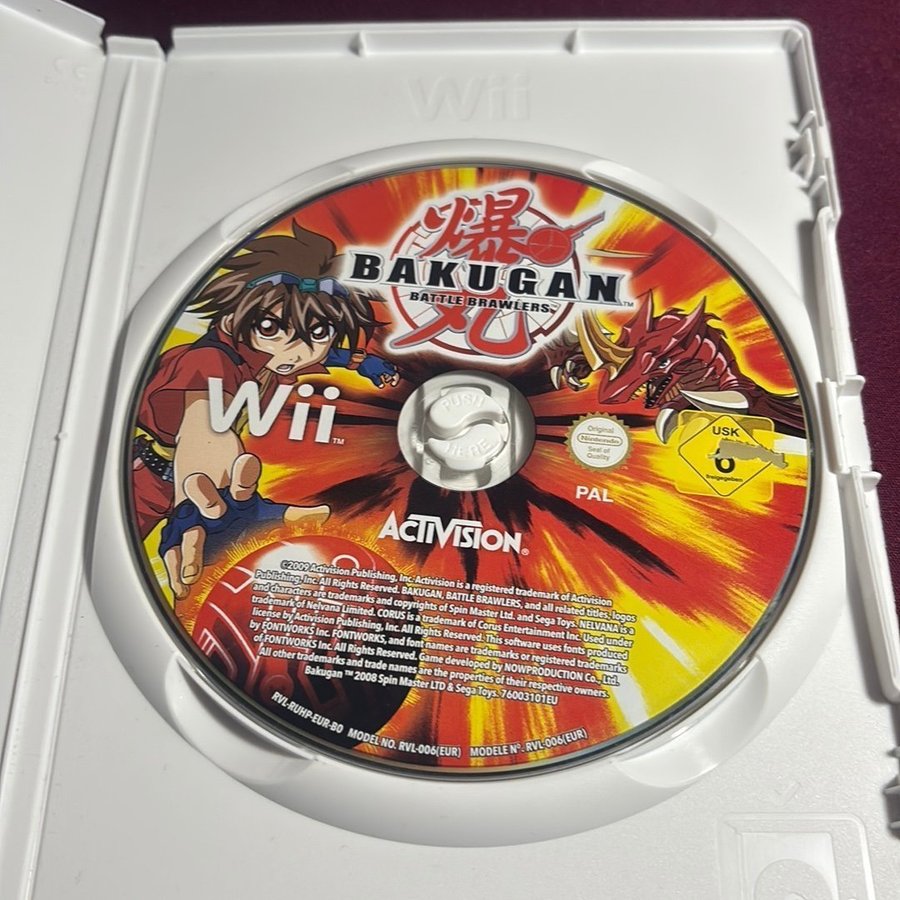 Wii
爆
BAKUGAN™
BATTLE BRAWLERS™
丸
Wii™
PUSH
HERE
Original
Nintendo
Seal of
Quality
PAL
USK
freigegeben
ACTIVISION®
©2009 Activision Publishing, Inc. Activision is a registered trademark of Activision
Publishing, Inc. All Rights Reserved. BAKUGAN, BATTLE BRAWLERS, and all related titles, logos
and characters are trademarks and copyrights of Spin Master Ltd. and Sega Toys. NELVANA is a
trademark of Nelvana Limited. CORUS is a trademark of Corus Entertainment Inc. Used under
license by Activision Publishing, Inc. All Rights Reserved. This software uses fonts produced
by FONTWORKS Inc. FONTWORKS, and font names are trademarks or registered trademarks
of FONTWORKS Inc. All Rights Reserved. Game developed by NOWPRODUCTION Co., Ltd.
All other trademarks and trade names are the properties of their respective owners.
Bakugan ™ 2008 Spin Master LTD & Sega Toys. 76003101EU
RVL-RUHP-EUR-B0 MODEL NO. RVL-006(EUR) MODELE N°. RVL-006(EUR)